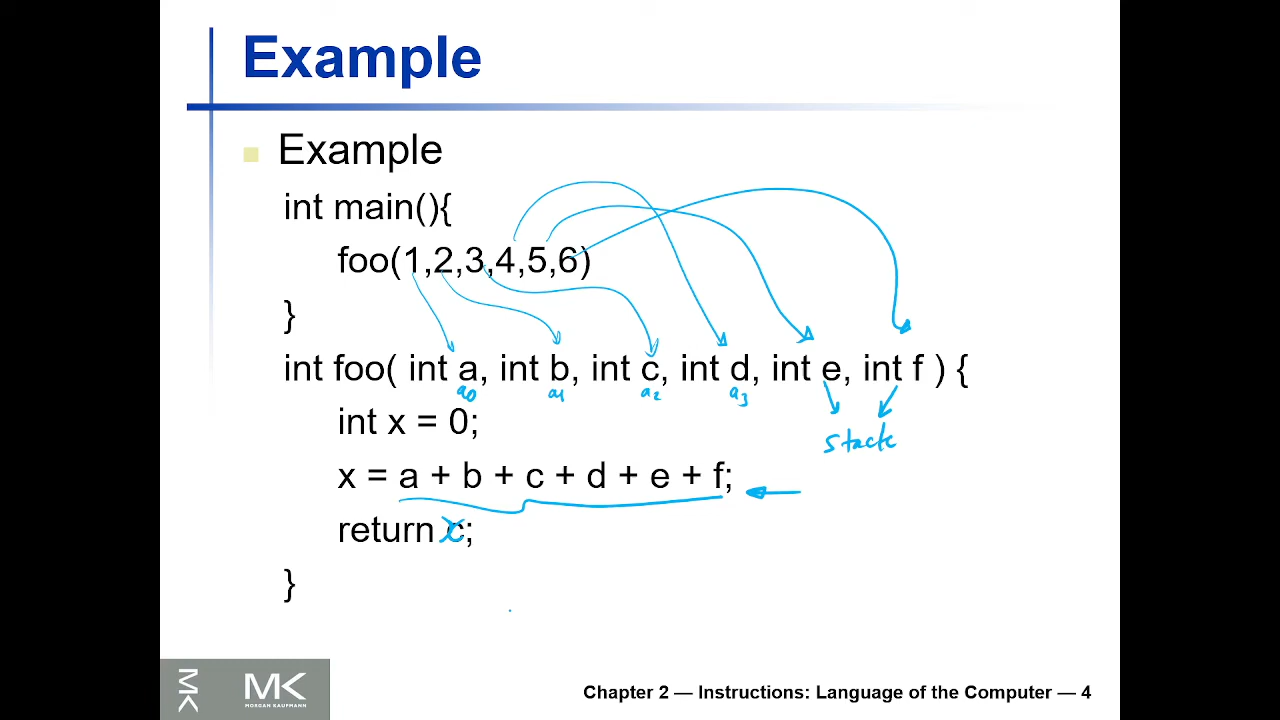 Example
Example
int main(){
foo(1,2,3,4,5,6)
}
int foo( int a, int b, int c, int d, int e, int f ) {
a0 a1 a2 a3
int x = 0;
stack
x = a + b + c + d + e + f;
return x;
}
MK
MK
MORGAN KAUFMANN
Chapter 2 — Instructions: Language of the Computer — 4